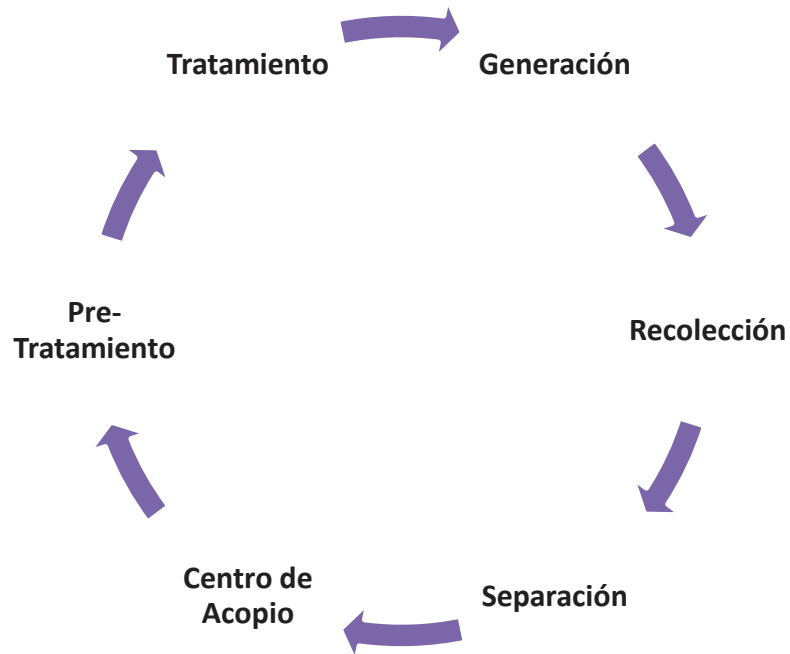 Tratamiento
Generación
Recolección
Separación
Centro de
Acopio
Pre-
Tratamiento